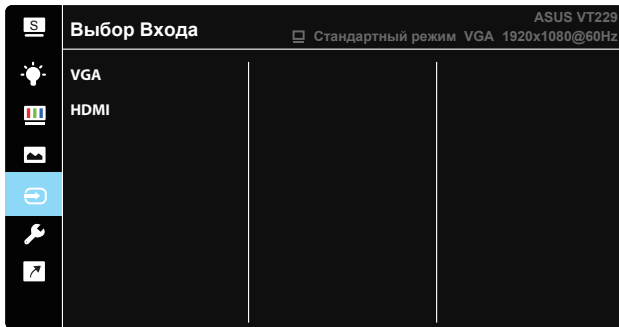 S
Выбор Входа
ASUS VT229
Стандартный режим VGA 1920x1080@60Hz
VGA
HDMI